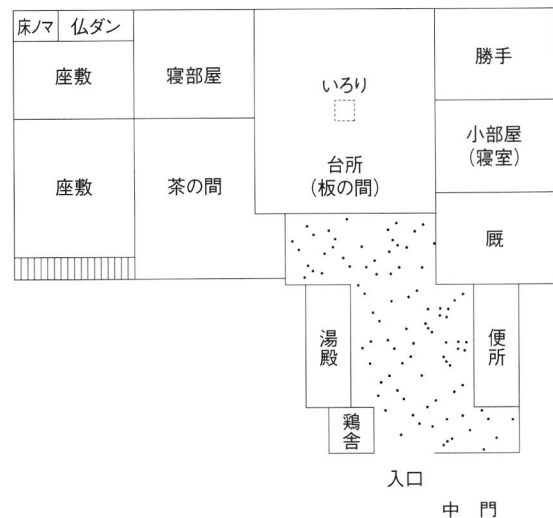 床ノマ
仏ダン
座敷
寝部屋
いろり
勝手
座敷
茶の間
台所
(板の間)
小部屋
(寝室)
厩
湯殿
便所
鶏舎
入口
中 門